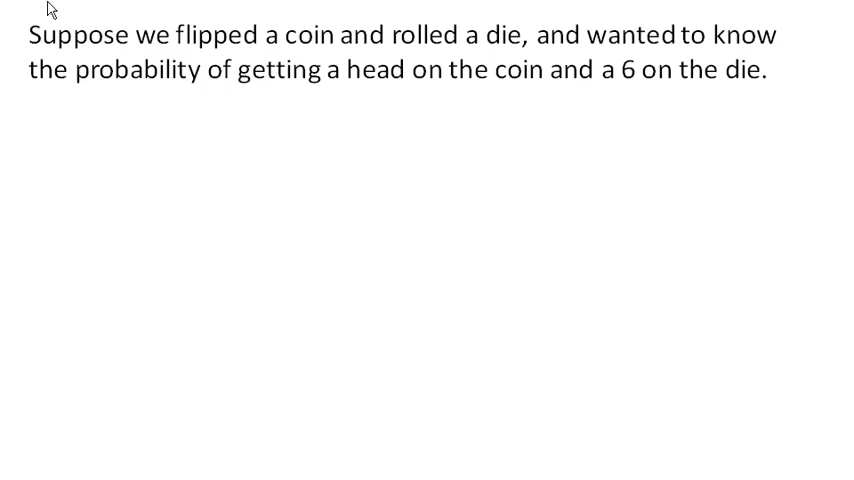 Suppose we flipped a coin and rolled a die, and wanted to know
the probability of getting a head on the coin and a 6 on the die.